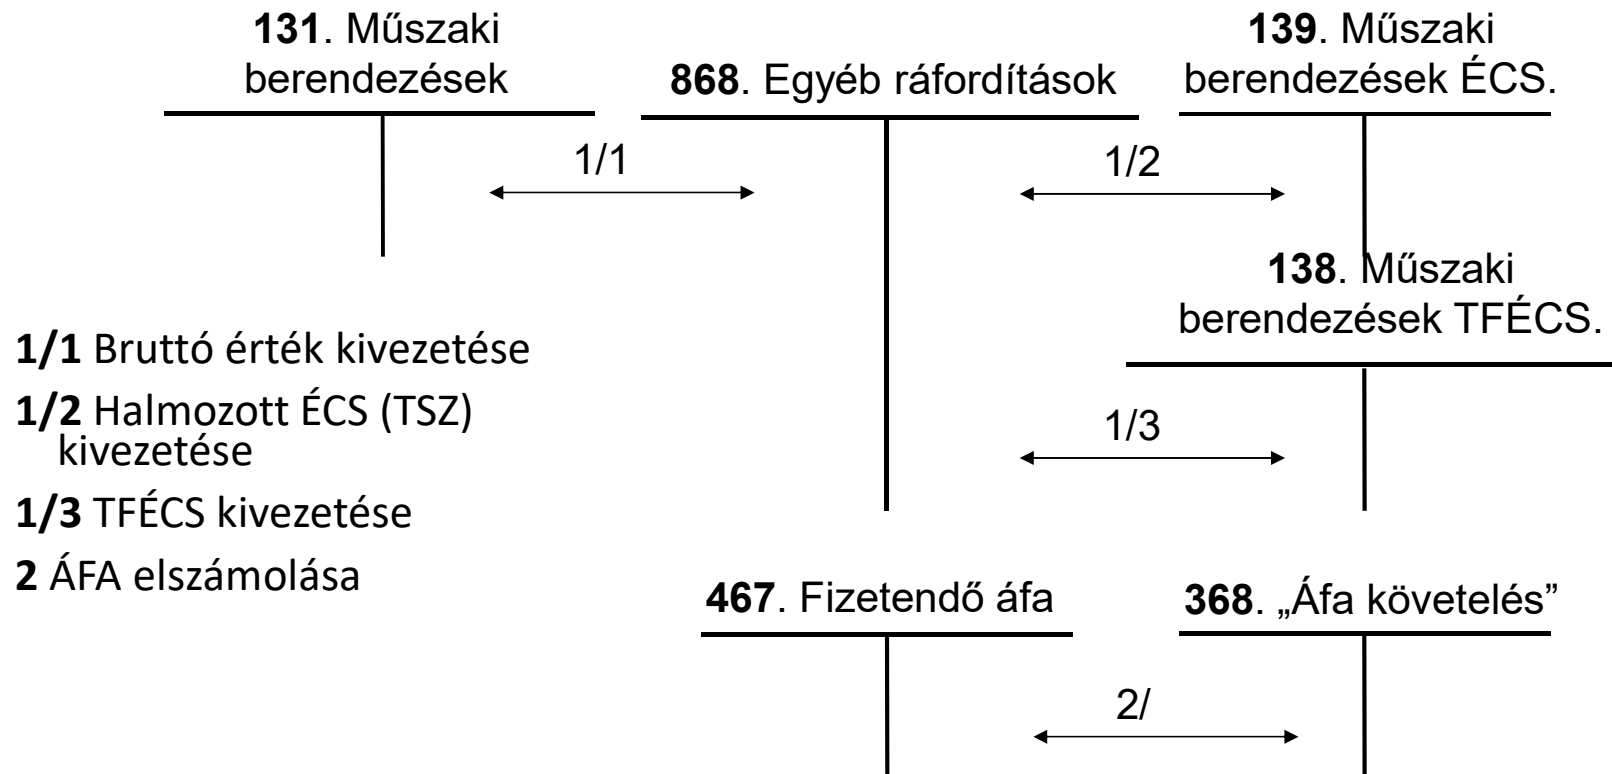 131. Műszaki
berendezések
868. Egyéb ráfordítások
139. Műszaki
berendezések ÉCS.
1/1
1/2
138. Műszaki
berendezések TFÉCS.
1/1 Bruttó érték kivezetése
1/2 Halmozott ÉCS (TSZ)
kivezetése
1/3 TFÉCS kivezetése
2 ÁFA elszámolása
1/3
467. Fizetendő áfa
368. „Áfa követelés”
2/